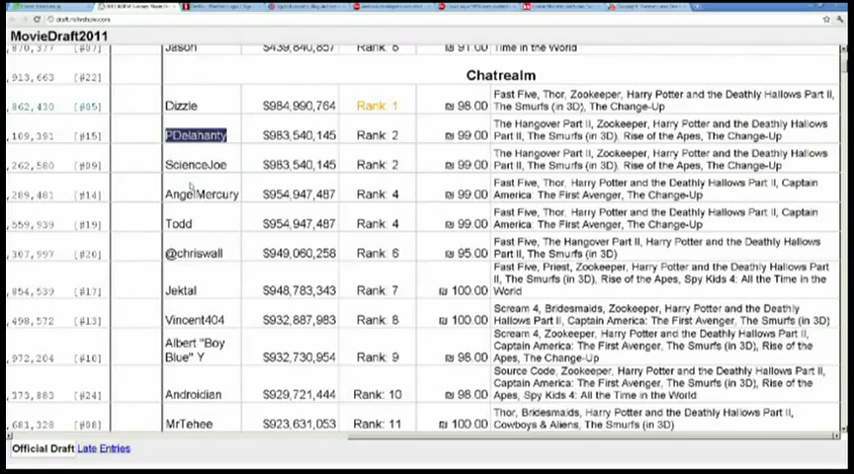 draft.mihrshow.com
MovieDraft2011
870,377 [#07] Jason $439,840,857 Rank: 6 ₪ 91.00 Time in the World
913,663 [#22]
Chatrealm
862,430 [#05] Dizzle $984,990,764 Rank: 1 ₪ 98.00 Fast Five, Thor, Zookeeper, Harry Potter and the Deathly Hallows Part II,
The Smurfs (in 3D), The Change-Up
109,391 [#15] PDelahanty $983,540,145 Rank: 2 ₪ 99.00 The Hangover Part II, Harry Potter and the Deathly Hallows
Part II, The Smurfs (in 3D), Rise of the Apes, The Change-Up
262,580 [#09] ScienceJoe $983,540,145 Rank: 2 ₪ 99.00 The Hangover Part II, Harry Potter and the Deathly Hallows
Part II, The Smurfs (in 3D), Rise of the Apes, The Change-Up
289,481 [#14] AngelMercury $954,947,487 Rank: 4 ₪ 99.00 Fast Five, Thor, Harry Potter and the Deathly Hallows Part II, Captain
America: The First Avenger, The Change-Up
559,939 [#19] Todd $954,947,487 Rank: 4 ₪ 99.00 Fast Five, Thor, Harry Potter and the Deathly Hallows Part II, Captain
America: The First Avenger, The Change-Up
307,997 [#20] @chriswall $949,060,258 Rank: 6 ₪ 95.00 Fast Five, The Hangover Part II, Harry Potter and the Deathly Hallows
Part II, The Smurfs (in 3D)
854,539 [#17] Jektal $948,783,343 Rank: 7 ₪ 100.00 Fast Five, Priest, Zookeeper, Harry Potter and the Deathly Hallows Part
II, The Smurfs (in 3D), Rise of the Apes, Spy Kids 4: All the Time in the
World
498,572 [#13] Vincent404 $932,887,983 Rank: 8 ₪ 100.00 Scream 4, Bridesmaids, Zookeeper, Harry Potter and the Deathly
Hallows Part II, Captain America: The First Avenger, The Smurfs (in 3D)
972,204 [#10] Albert "Boy
Blue" Y $932,730,954 Rank: 9 ₪ 98.00 Scream 4, Zookeeper, Harry Potter and the Deathly Hallows Part II,
Captain America: The First Avenger, The Smurfs (in 3D), Rise of the
Apes, The Change-Up
373,883 [#24] Androidian $929,721,444 Rank: 10 ₪ 100.00 Source Code, Zookeeper, Harry Potter and the Deathly Hallows Part II,
Captain America: The First Avenger, The Smurfs (in 3D), Rise of the
Apes, Spy Kids 4: All the Time in the World
681,328 [#08] MrTehee $923,631,053 Rank: 11 ₪ 100.00 Thor, Bridesmaids, Harry Potter and the Deathly Hallows Part II,
Cowboys & Aliens, The Smurfs (in 3D)
Official Draft Late Entries